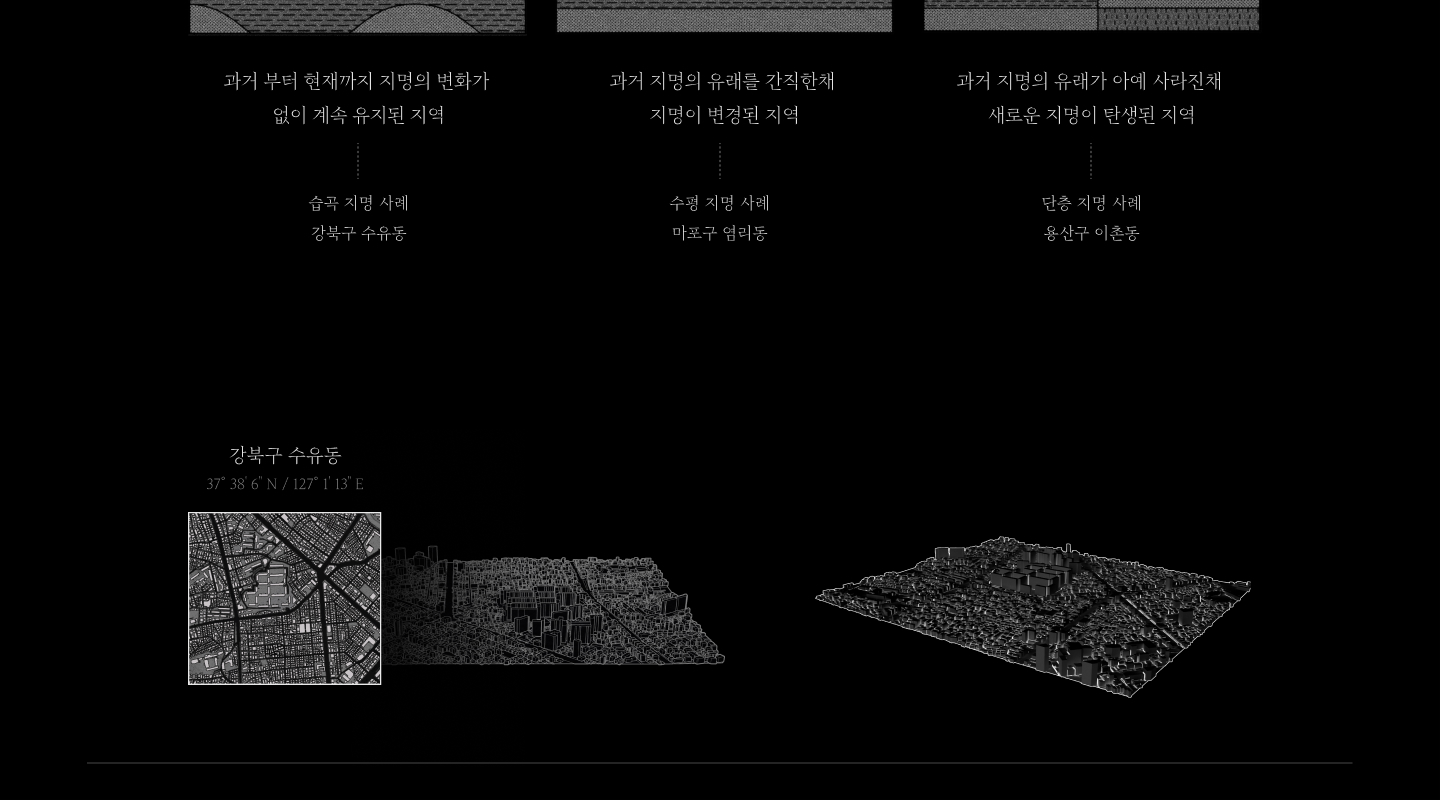 과거 부터 현재까지 지명의 변화가
없이 계속 유지된 지역
습곡 지명 사례
강북구 수유동
과거 지명의 유래를 간직한채
지명이 변경된 지역
수평 지명 사례
마포구 염리동
과거 지명의 유래가 아예 사라진채
새로운 지명이 탄생된 지역
단층 지명 사례
용산구 이촌동
강북구 수유동
37° 38' 6" N / 127° 1' 13" E